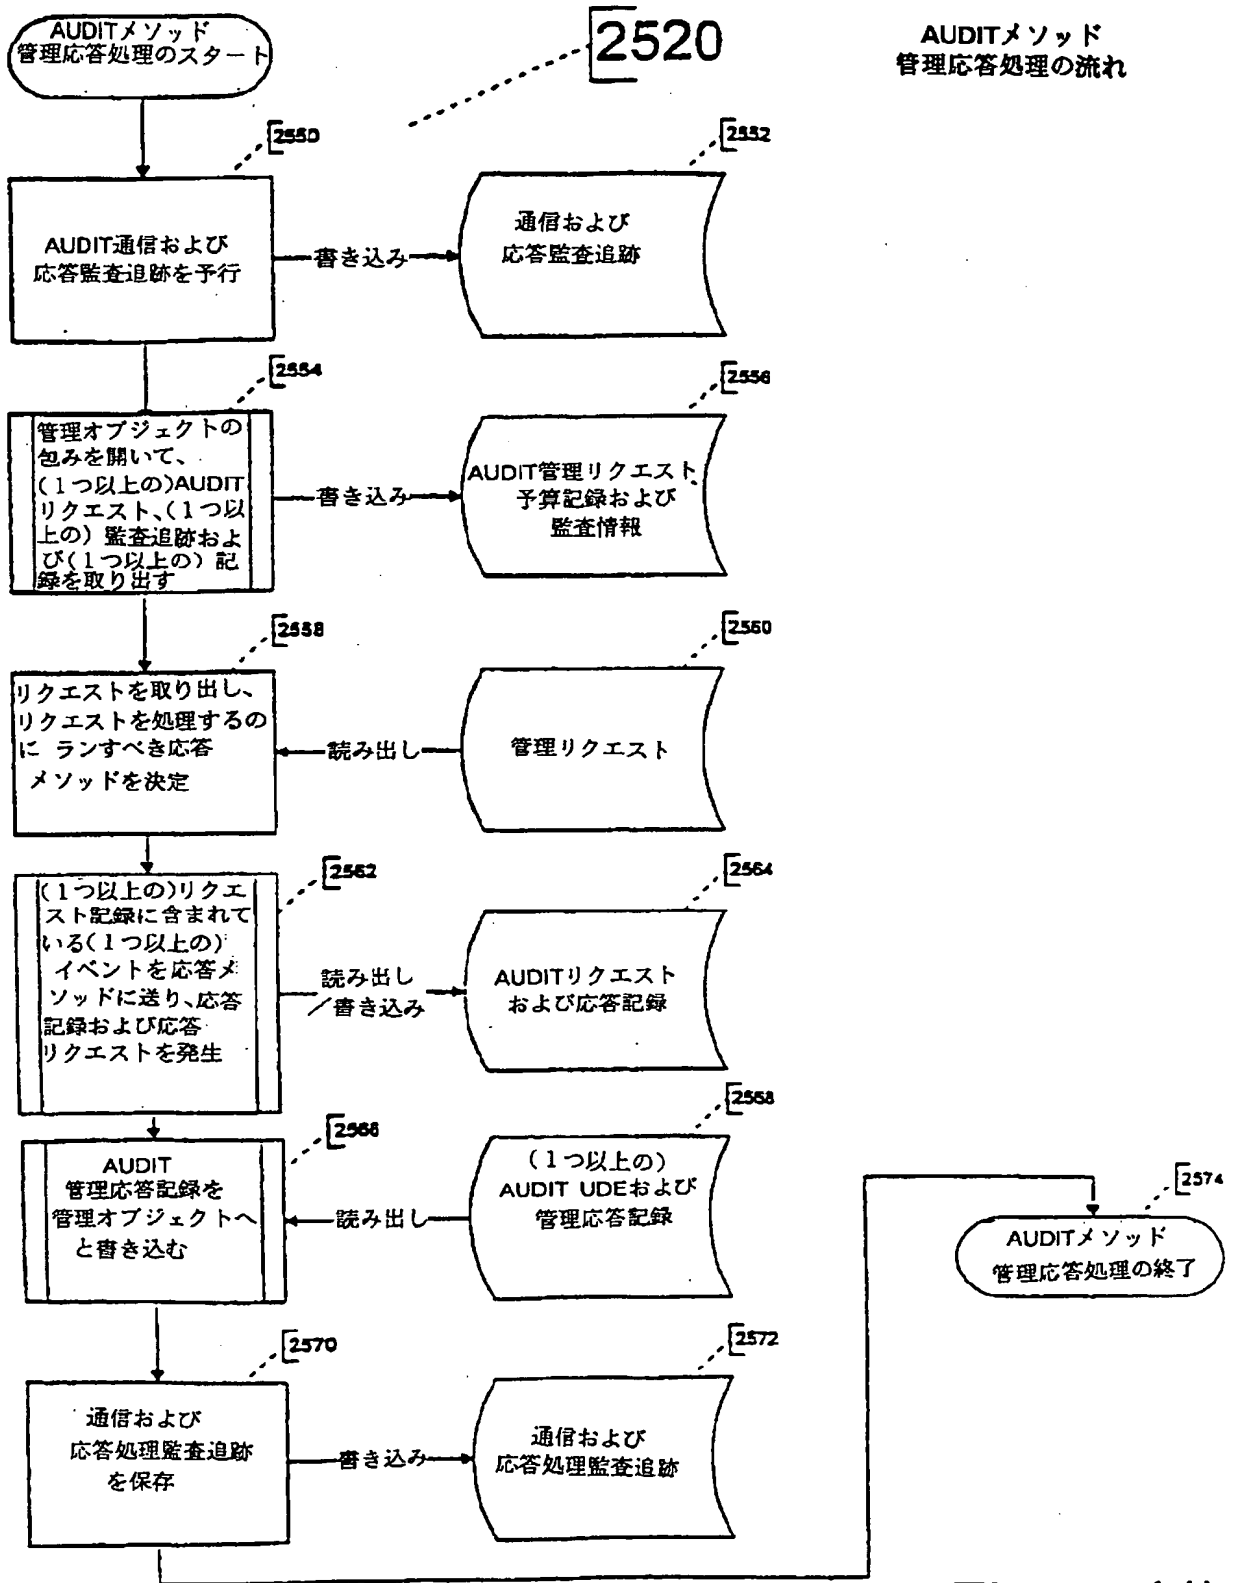 AUDITメソッド
管理応答処理のスタート
2520
AUDITメソッド
管理応答処理の流れ
2550
2552
AUDIT通信および
応答監査追跡を予行
書き込み
通信および
応答監査追跡
2554
2556
管理オブジェクトの
包みを開いて、
(1つ以上の)AUDIT
リクエスト、(1つ以
上の) 監査追跡およ
び(1つ以上の) 記
録を取り出す
書き込み
AUDIT管理リクエスト
予算記録および
監査情報
2558
2560
リクエストを取り出し、
リクエストを処理するの
に ランすべき応答
メソッドを決定
読み出し
管理リクエスト
2562
2564
(1つ以上の)リクエ
スト記録に含まれて
いる(1つ以上の)
イベントを応答メ
ソッドに送り、応答
記録および応答
リクエストを発生
読み出し
/書き込み
AUDITリクエスト
および応答記録
2566
2568
AUDIT
管理応答記録を
管理オブジェクトへ
と書き込む
読み出し
(1つ以上の)
AUDIT UDEおよび
管理応答記録
2574
AUDITメソッド
管理応答処理の終了
2570
2572
通信および
応答処理監査追跡
を保存
書き込み
通信および
応答処理監査追跡